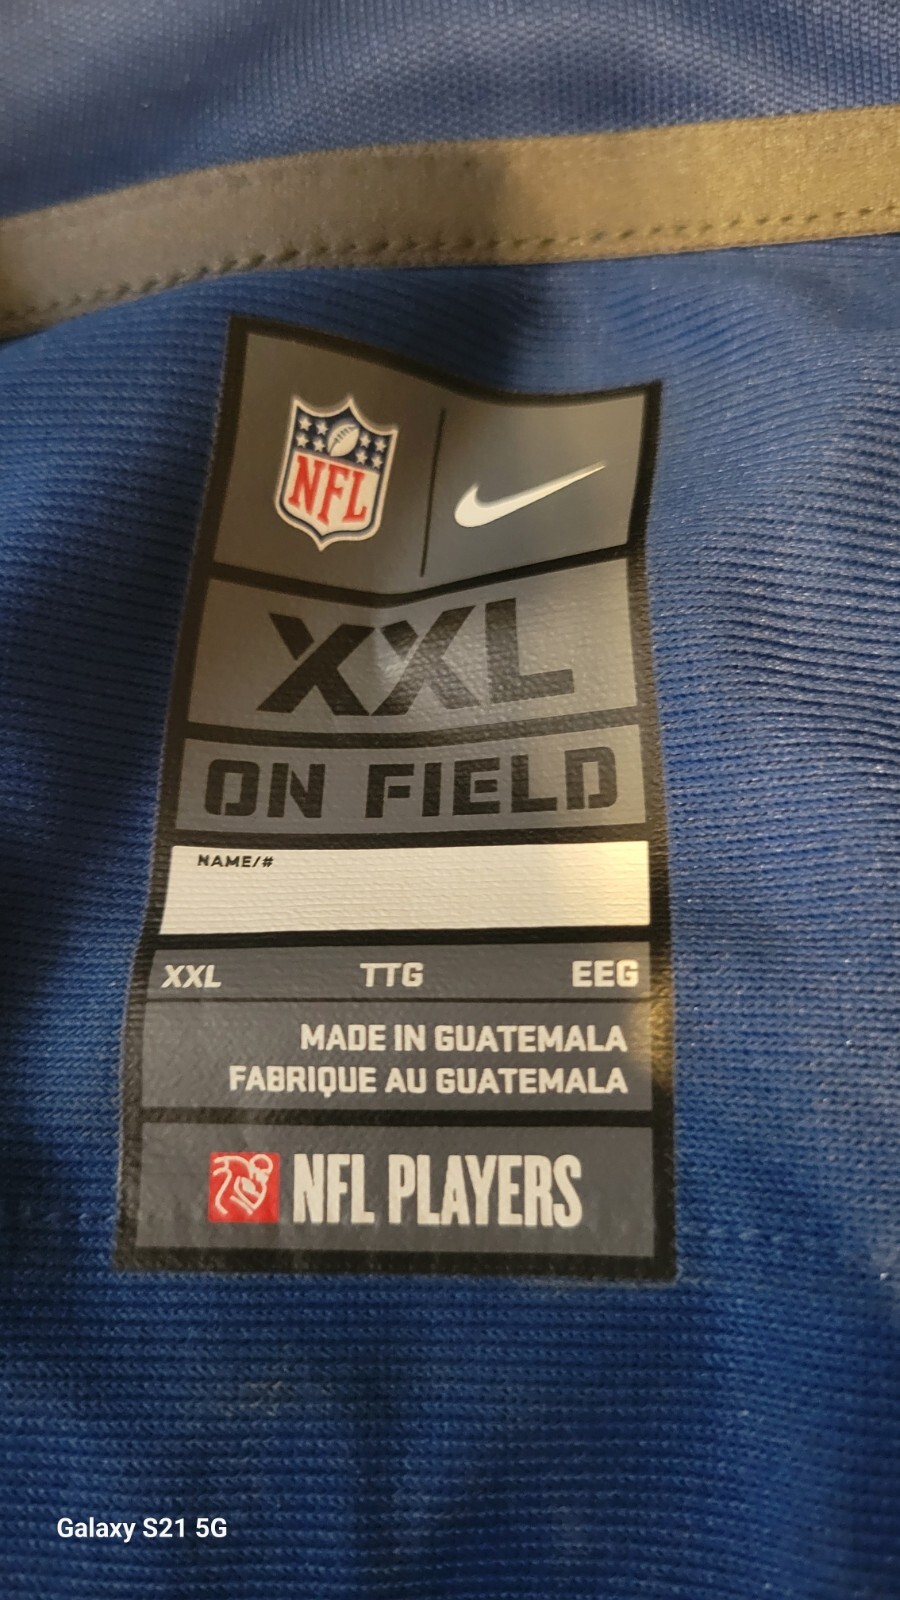 NFL
XXL
ON FIELD
NAME/#
XXL TTG EEG
MADE IN GUATEMALA
FABRIQUE AU GUATEMALA
NFL PLAYERS
Galaxy S21 5G